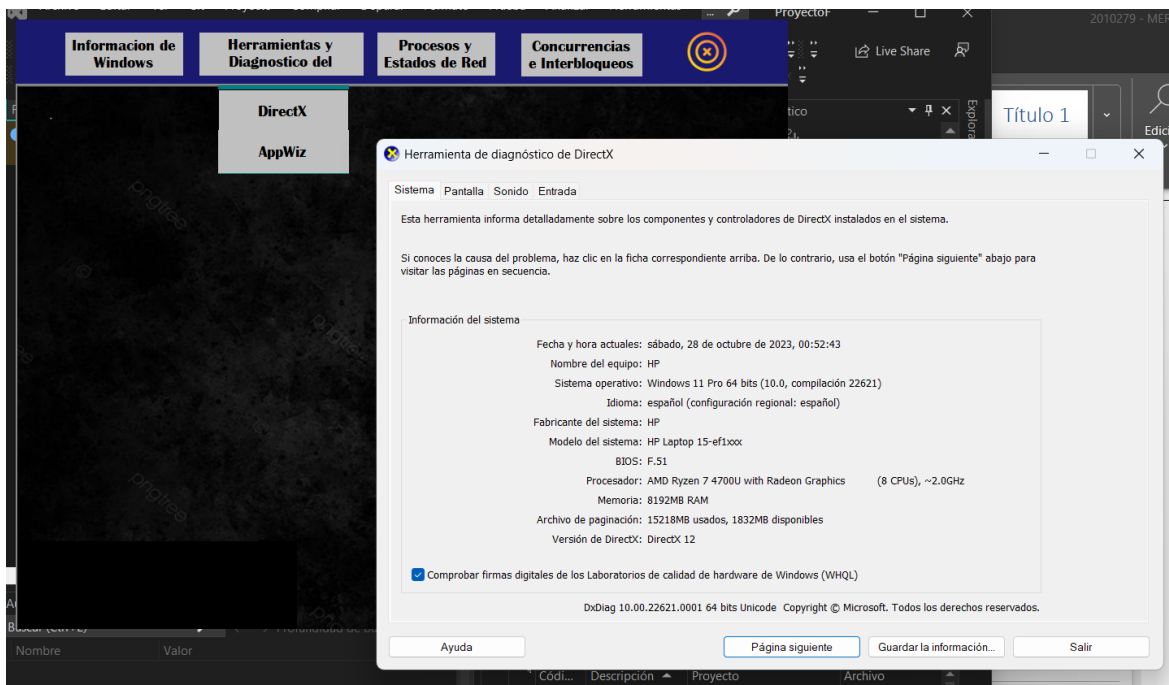 ProyectoF
2010279 - MER
Informacion de
Windows
Herramientas y
Diagnostico del
Procesos y
Estados de Red
Concurrencias
e Interbloqueos
Live Share
DirectX
AppWiz
tico
Explora
Título 1
Edici
Herramienta de diagnóstico de DirectX
Sistema Pantalla Sonido Entrada
Esta herramienta informa detalladamente sobre los componentes y controladores de DirectX instalados en el sistema.
Si conoces la causa del problema, haz clic en la ficha correspondiente arriba. De lo contrario, usa el botón "Página siguiente" abajo para
visitar las páginas en secuencia.
Información del sistema
Fecha y hora actuales: sábado, 28 de octubre de 2023, 00:52:43
Nombre del equipo: HP
Sistema operativo: Windows 11 Pro 64 bits (10.0, compilación 22621)
Idioma: español (configuración regional: español)
Fabricante del sistema: HP
Modelo del sistema: HP Laptop 15-ef1xxx
BIOS: F.51
Procesador: AMD Ryzen 7 4700U with Radeon Graphics (8 CPUs), ~2.0GHz
Memoria: 8192MB RAM
Archivo de paginación: 15218MB usados, 1832MB disponibles
Versión de DirectX: DirectX 12
Comprobar firmas digitales de los Laboratorios de calidad de hardware de Windows (WHQL)
DxDiag 10.00.22621.0001 64 bits Unicode Copyright © Microsoft. Todos los derechos reservados.
Ayuda Página siguiente Guardar la información... Salir
Nombre Valor
Códi... Descripción Proyecto Archivo
pngtree
pngtree
pngtree